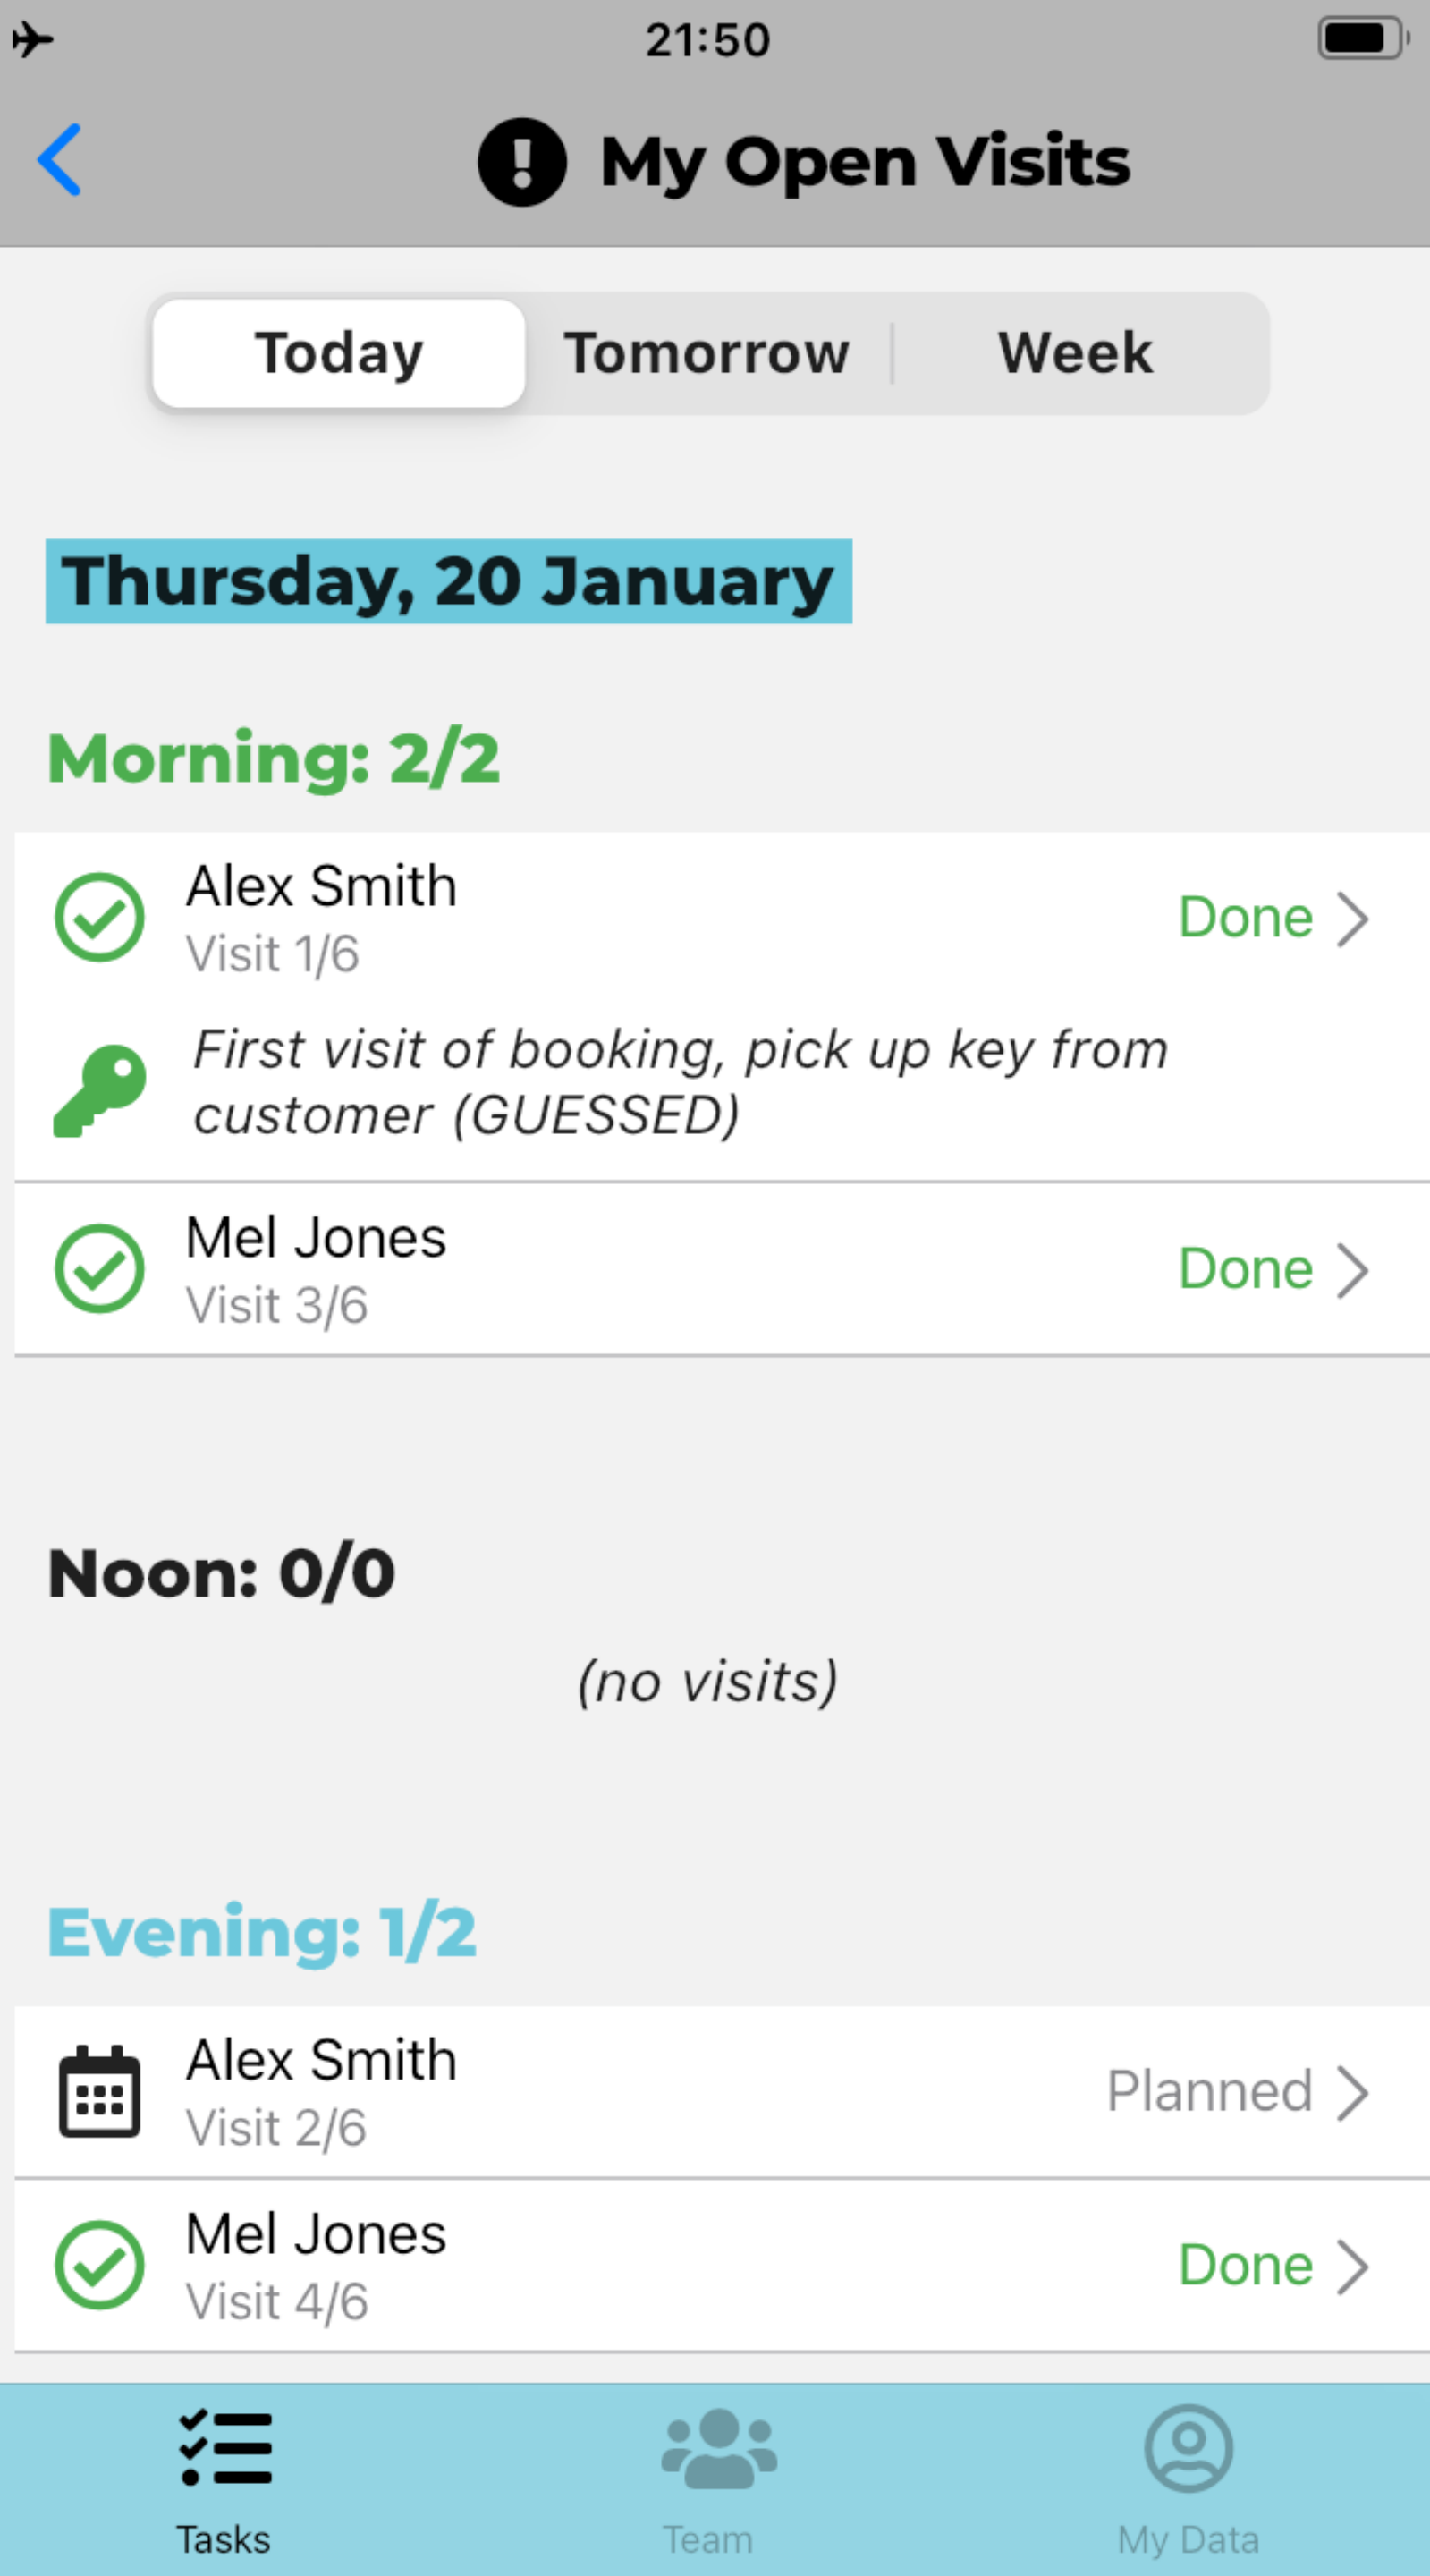 21:50
My Open Visits
Today Tomorrow Week
Thursday, 20 January
Morning: 2/2
Alex Smith
Visit 1/6
Done
First visit of booking, pick up key from
customer (GUESSED)
Mel Jones
Visit 3/6
Done
Noon: 0/0
(no visits)
Evening: 1/2
Alex Smith
Visit 2/6
Planned
Mel Jones
Visit 4/6
Done
Tasks Team My Data